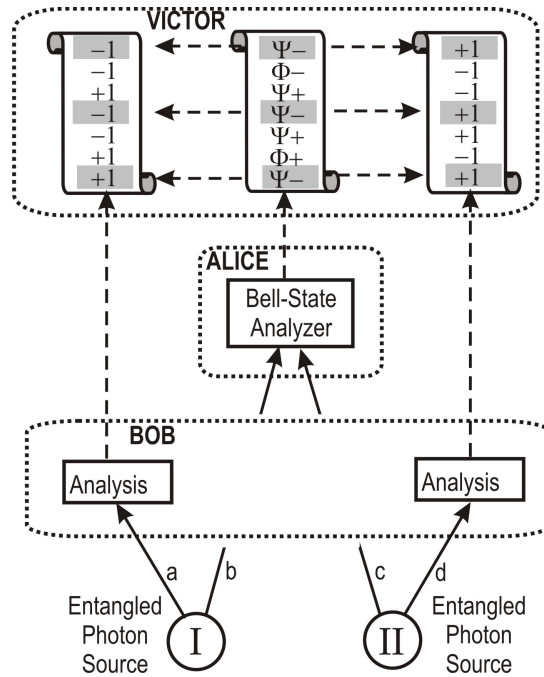 VICTOR
-1
-1
+1
-1
-1
+1
+1
Ψ-
Φ-
Ψ+
Ψ-
Ψ+
Φ+
Ψ-
+1
-1
-1
+1
+1
-1
+1
ALICE
Bell-State
Analyzer
BOB
Analysis
Analysis
a
b
c
d
Entangled
Photon
Source
I
II
Entangled
Photon
Source